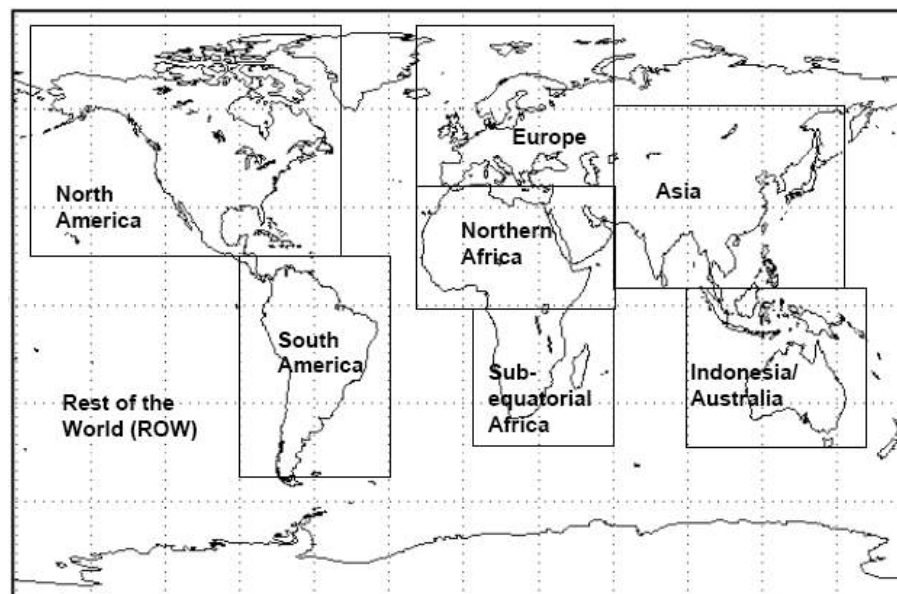 North
America
Europe
Asia
Northern
Africa
South
America
Sub-
equatorial
Africa
Indonesia/
Australia
Rest of the
World (ROW)